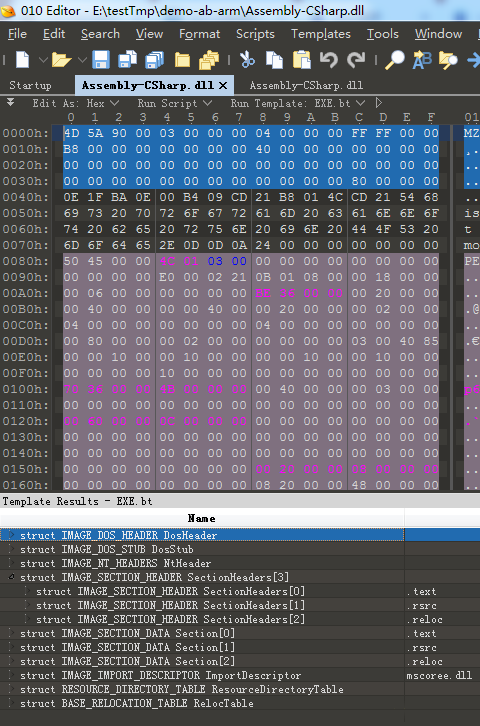 010 Editor - E:\testTmp\demo-ab-arm\Assembly-CSharp.dll
File Edit Search View Format Scripts Templates Tools Window
Startup Assembly-CSharp.dll × Assembly-CSharp.dll
Edit As: Hex Run Script Run Template: EXE.bt
0 1 2 3 4 5 6 7 8 9 A B C D E F 01
0000h: 4D 5A 90 00 03 00 00 00 04 00 00 00 FF FF 00 00 MZ
0010h: B8 00 00 00 00 00 00 00 40 00 00 00 00 00 00 00 ...
0020h: 00 00 00 00 00 00 00 00 00 00 00 00 00 00 00 00 ...
0030h: 00 00 00 00 00 00 00 00 00 00 00 00 80 00 00 00 ...
0040h: 0E 1F BA 0E 00 B4 09 CD 21 B8 01 4C CD 21 54 68 ...
0050h: 69 73 20 70 72 6F 67 72 61 6D 20 63 61 6E 6E 6F is
0060h: 74 20 62 65 20 72 75 6E 20 69 6E 20 44 4F 53 20 t
0070h: 6D 6F 64 65 2E 0D 0D 0A 24 00 00 00 00 00 00 00 mo
0080h: 50 45 00 00 4C 01 03 00 00 00 00 00 00 00 PE
0090h: 00 00 00 00 E0 00 02 21 0B 01 08 00 00 18 00 00
00A0h: 00 06 00 00 00 00 00 00 00 00 00 20 00 00
00B0h: 00 40 00 00 00 00 40 00 00 20 00 00 00 02 00 00 .@
00C0h: 04 00 00 00 00 00 00 00 04 00 00 00 00 00 00 00
00D0h: 00 80 00 00 00 02 00 00 00 00 00 00 03 00 40 85 .€
00E0h: 00 00 10 00 00 10 00 00 00 00 10 00 00 10 00 00
00F0h: 00 00 00 00 10 00 00 00 00 00 00 00 00 00 00 00
0100h: 00 00 00 00 00 00 40 00 00 00 03 00 00
0110h: 00 00 00 00 00 00 00 00 00 00 00 00 00 00 00 00
0120h: 00 00 00 00 00 00 00 00 00 00 00 00 00
0130h: 00 00 00 00 00 00 00 00 00 00 00 00 00 00 00 00
0140h: 00 00 00 00 00 00 00 00 00 00 00 00 00 00 00 00
0150h: 00 00 00 00 00 00 00 00 00 20 00 00 08 00 00 00
0160h: 00 00 00 00 00 00 00 00 08 20 00 00 48 00 00 00
Template Results - EXE.bt
Name
struct IMAGE_DOS_HEADER DosHeader
struct IMAGE_DOS_STUB DosStub
struct IMAGE_NT_HEADERS NtHeader
struct IMAGE_SECTION_HEADER SectionHeaders[3]
struct IMAGE_SECTION_HEADER SectionHeaders[0] .text
struct IMAGE_SECTION_HEADER SectionHeaders[1] .rsrc
struct IMAGE_SECTION_HEADER SectionHeaders[2] .reloc
struct IMAGE_SECTION_DATA Section[0] .text
struct IMAGE_SECTION_DATA Section[1] .rsrc
struct IMAGE_SECTION_DATA Section[2] .reloc
struct IMAGE_IMPORT_DESCRIPTOR ImportDescriptor mscoree.dll
struct RESOURCE_DIRECTORY_TABLE ResourceDirectoryTable
struct BASE_RELOCATION_TABLE RelocTable